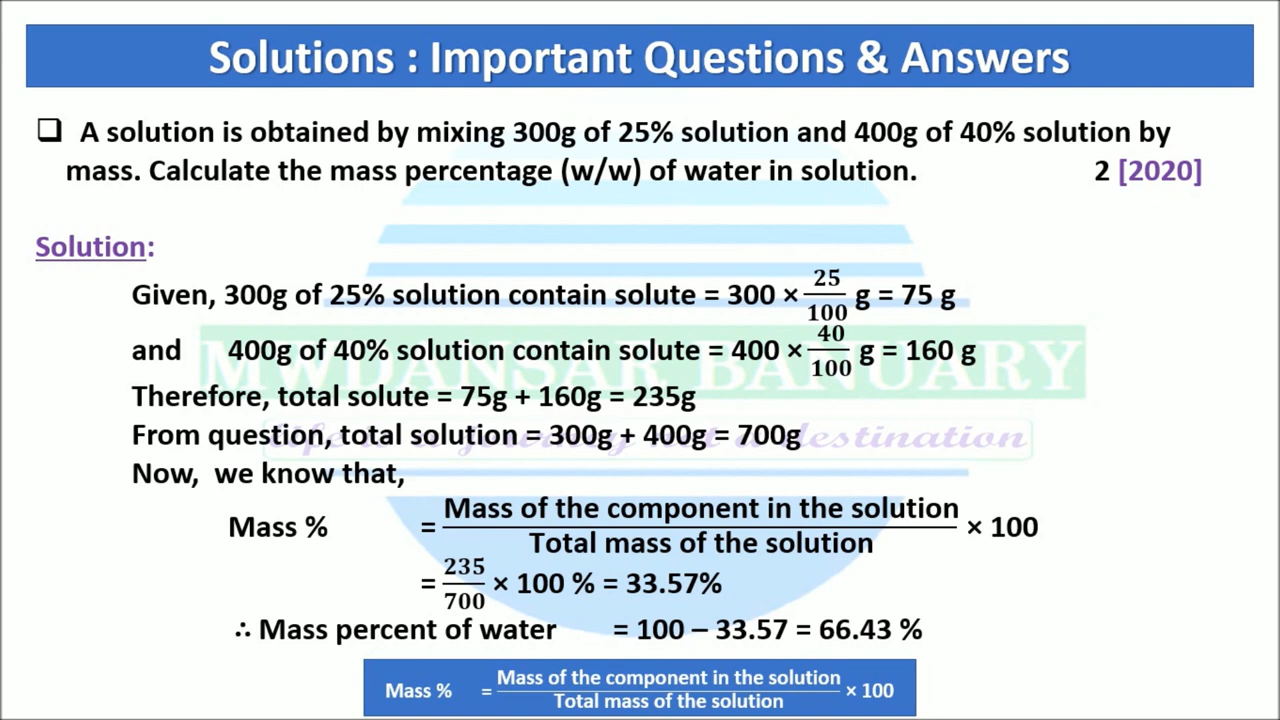 Solutions : Important Questions & Answers
❑ A solution is obtained by mixing 300g of 25% solution and 400g of 40% solution by
mass. Calculate the mass percentage (w/w) of water in solution. 2 [2020]
Solution:
Given, 300g of 25% solution contain solute = 300 × 25/100 g = 75 g
and 400g of 40% solution contain solute = 400 × 40/100 g = 160 g
MWDANSAR BANUARY
Therefore, total solute = 75g + 160g = 235g
From question, total solution = 300g + 400g = 700g
destination
Now, we know that,
Mass % = Mass of the component in the solution/Total mass of the solution × 100
= 235/700 × 100 % = 33.57%
∴ Mass percent of water = 100 – 33.57 = 66.43 %
Mass % = Mass of the component in the solution/Total mass of the solution × 100